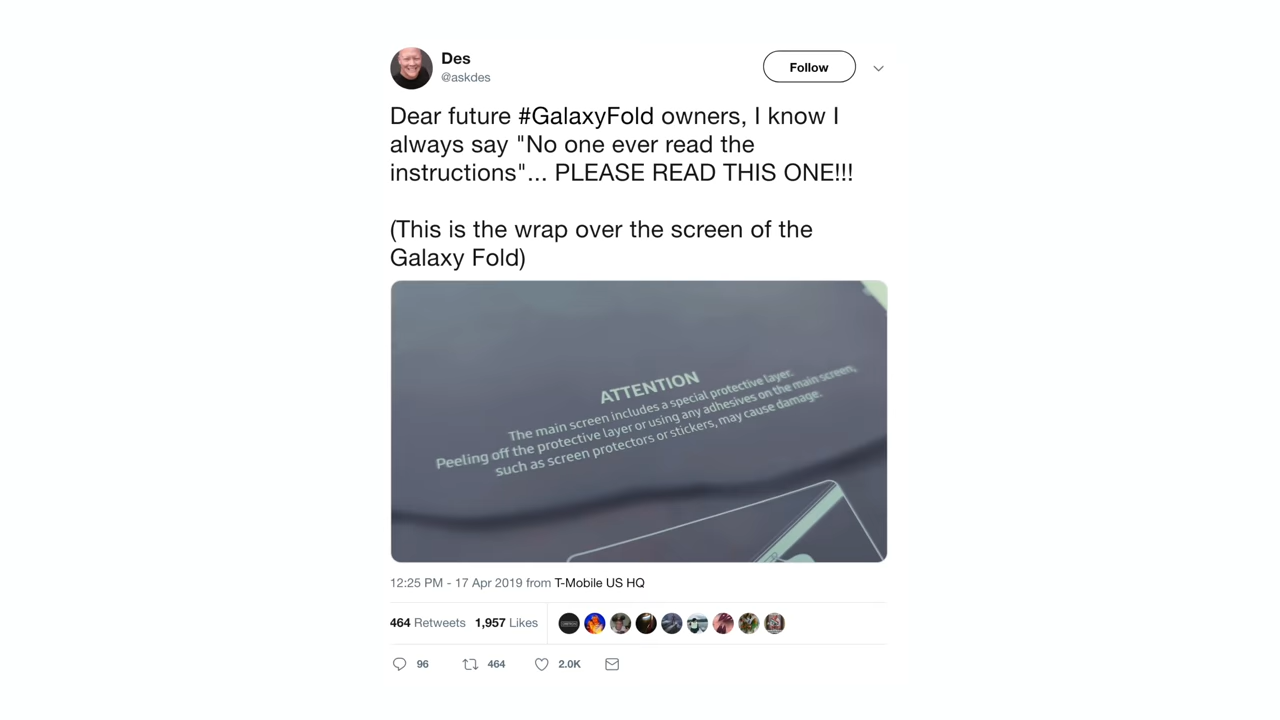 Des
@askdes
Follow
Dear future #GalaxyFold owners, I know I
always say "No one ever read the
instructions"... PLEASE READ THIS ONE!!!
(This is the wrap over the screen of the
Galaxy Fold)
ATTENTION
The main screen includes a special protective layer.
Peeling off the protective layer or using any adhesives on the main screen,
such as screen protectors or stickers, may cause damage.
12:25 PM - 17 Apr 2019 from T-Mobile US HQ
464 Retweets 1,957 Likes
96 464 2.0K